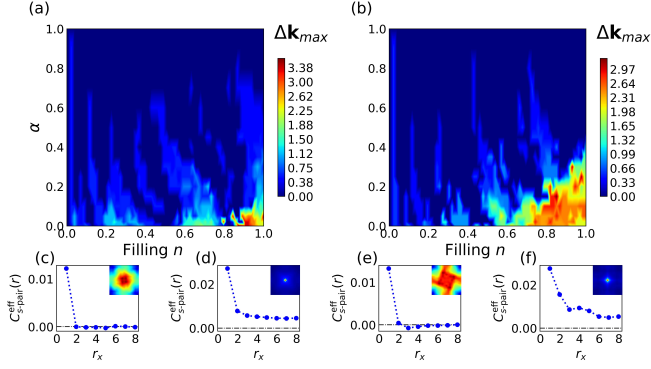 (a)
(b)
Δk_max
Δk_max
1.0
0.8
0.6
0.4
0.2
0.0
α
0.0 0.2 0.4 0.6 0.8 1.0
Filling n
3.38
3.00
2.62
2.25
1.88
1.50
1.12
0.75
0.38
0.00
1.0
0.8
0.6
0.4
0.2
0.0
0.0 0.2 0.4 0.6 0.8 1.0
Filling n
2.97
2.64
2.31
1.98
1.65
1.32
0.99
0.66
0.33
0.00
(c)
(d)
(e)
(f)
C^eff_s-pair(r)
0.01
0.00
0 2 4 6 8
r_x
C^eff_s-pair(r)
0.02
0.00
0 2 4 6 8
r_x
C^eff_s-pair(r)
0.01
0.00
0 2 4 6 8
r_x
C^eff_s-pair(r)
0.02
0.00
0 2 4 6 8
r_x